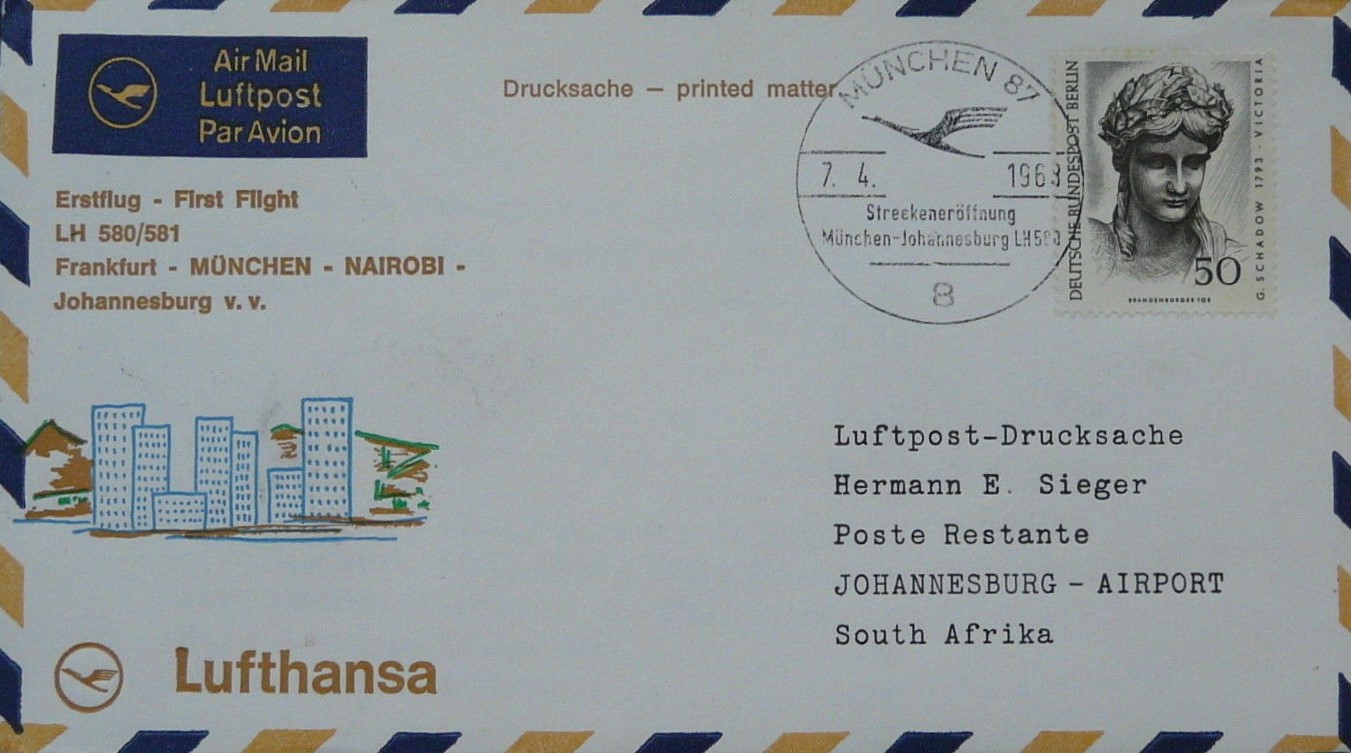 Air Mail
Luftpost
Par Avion
Drucksache – printed matter
MÜNCHEN 87
7. 4. 1968
Streckeneröffnung
München-Johannesburg LH580
8
DEUTSCHE BUNDESPOST BERLIN
G. SCHADOW 1793 · VICTORIA
50
BRANDENBURGER TOR
Erstflug - First Flight
LH 580/581
Frankfurt - MÜNCHEN - NAIROBI -
Johannesburg v. v.
Luftpost-Drucksache
Hermann E. Sieger
Poste Restante
JOHANNESBURG - AIRPORT
South Afrika
Lufthansa